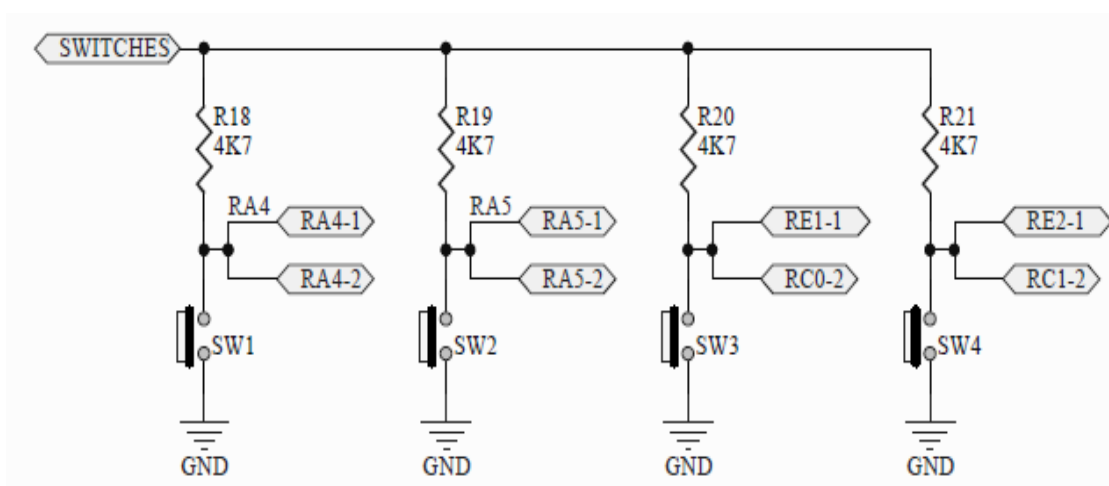 SWITCHES
R18
4K7
R19
4K7
R20
4K7
R21
4K7
RA4
RA4-1
RA5
RA5-1
RE1-1
RE2-1
RA4-2
RA5-2
RC0-2
RC1-2
SW1
SW2
SW3
SW4
GND
GND
GND
GND